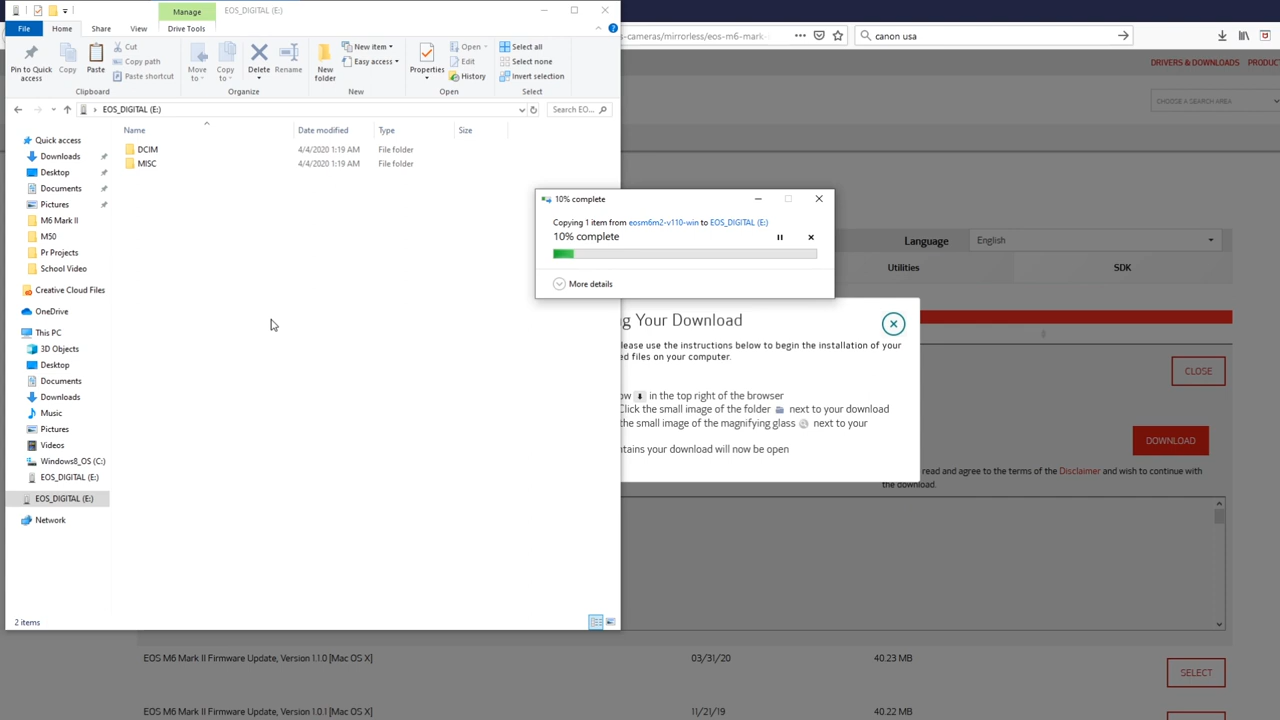 Manage
EOS_DIGITAL (E:)
File
Home
Share
View
Drive Tools
Pin to Quick access
Copy
Paste
Cut
Copy path
Paste shortcut
Clipboard
Move to
Copy to
Delete
Rename
Organize
New folder
New item
Easy access
New
Properties
Open
Edit
History
Open
Select all
Select none
Invert selection
Select
EOS_DIGITAL (E:)
Search EO...
Name
Date modified
Type
Size
DCIM 4/4/2020 1:19 AM File folder
MISC 4/4/2020 1:19 AM File folder
Quick access
Downloads
Desktop
Documents
Pictures
M6 Mark II
M50
Pr Projects
School Video
Creative Cloud Files
OneDrive
This PC
3D Objects
Desktop
Documents
Downloads
Music
Pictures
Videos
Windows8_OS (C:)
EOS_DIGITAL (E:)
EOS_DIGITAL (E:)
Network
2 items
10% complete
Copying 1 item from eosm6m2-v110-win to EOS_DIGITAL (E:)
10% complete
More details
s-cameras/mirrorless/eos-m6-mark-
canon usa
DRIVERS & DOWNLOADS PRODUCT
CHOOSE A SEARCH AREA
Language
English
Utilities
SDK
g Your Download
lease use the instructions below to begin the installation of your
ed files on your computer.
ow in the top right of the browser
Click the small image of the folder next to your download
the small image of the magnifying glass next to your
ntains your download will now be open
CLOSE
DOWNLOAD
read and agree to the terms of the Disclaimer and wish to continue with
the download.
EOS M6 Mark II Firmware Update, Version 1.1.0 [Mac OS X] 03/31/20 40.23 MB
SELECT
EOS M6 Mark II Firmware Update, Version 1.0.1 [Mac OS X] 11/21/19 40.22 MB